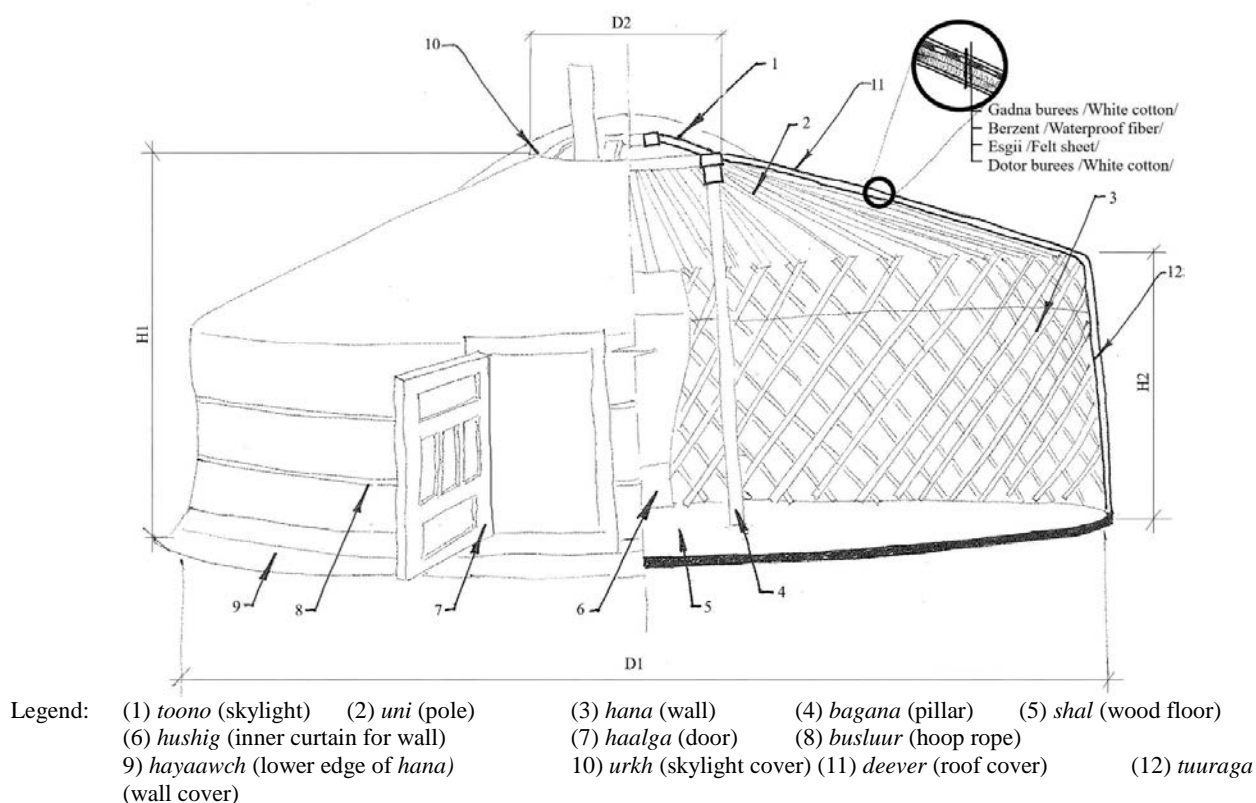 D2
10
1
11
2
Gadna burees /White cotton/
Berzent /Waterproof fiber/
Esgii /Felt sheet/
Dotor burees /White cotton/
3
12
H1
H2
9
8
7
6
5
4
D1
Legend: (1) toono (skylight) (2) uni (pole) (3) hana (wall) (4) bagana (pillar) (5) shal (wood floor)
(6) hushig (inner curtain for wall) (7) haalga (door) (8) busluur (hoop rope)
9) hayaawch (lower edge of hana) 10) urkh (skylight cover) (11) deever (roof cover) (12) tuuraga
(wall cover)